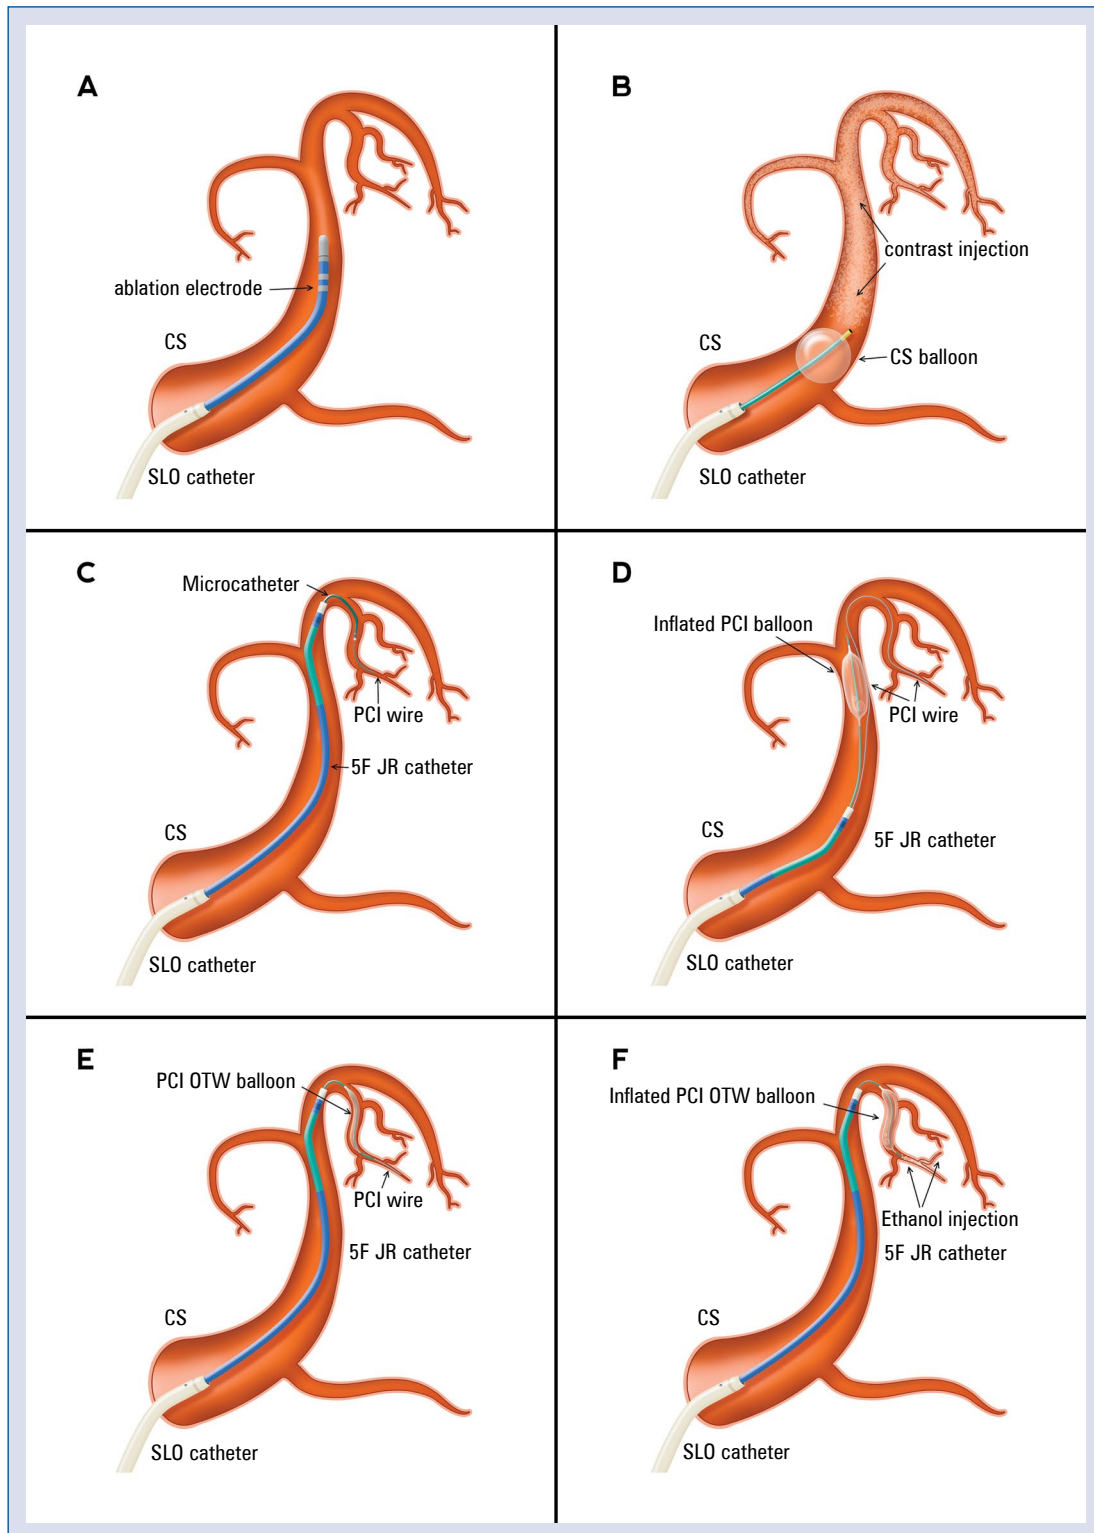 A
ablation electrode
CS
SLO catheter
B
contrast injection
CS
CS balloon
SLO catheter
C
Microcatheter
PCI wire
5F JR catheter
CS
SLO catheter
D
Inflated PCI balloon
PCI wire
CS
5F JR catheter
SLO catheter
E
PCI OTW balloon
PCI wire
5F JR catheter
CS
SLO catheter
F
Inflated PCI OTW balloon
Ethanol injection
5F JR catheter
CS
SLO catheter